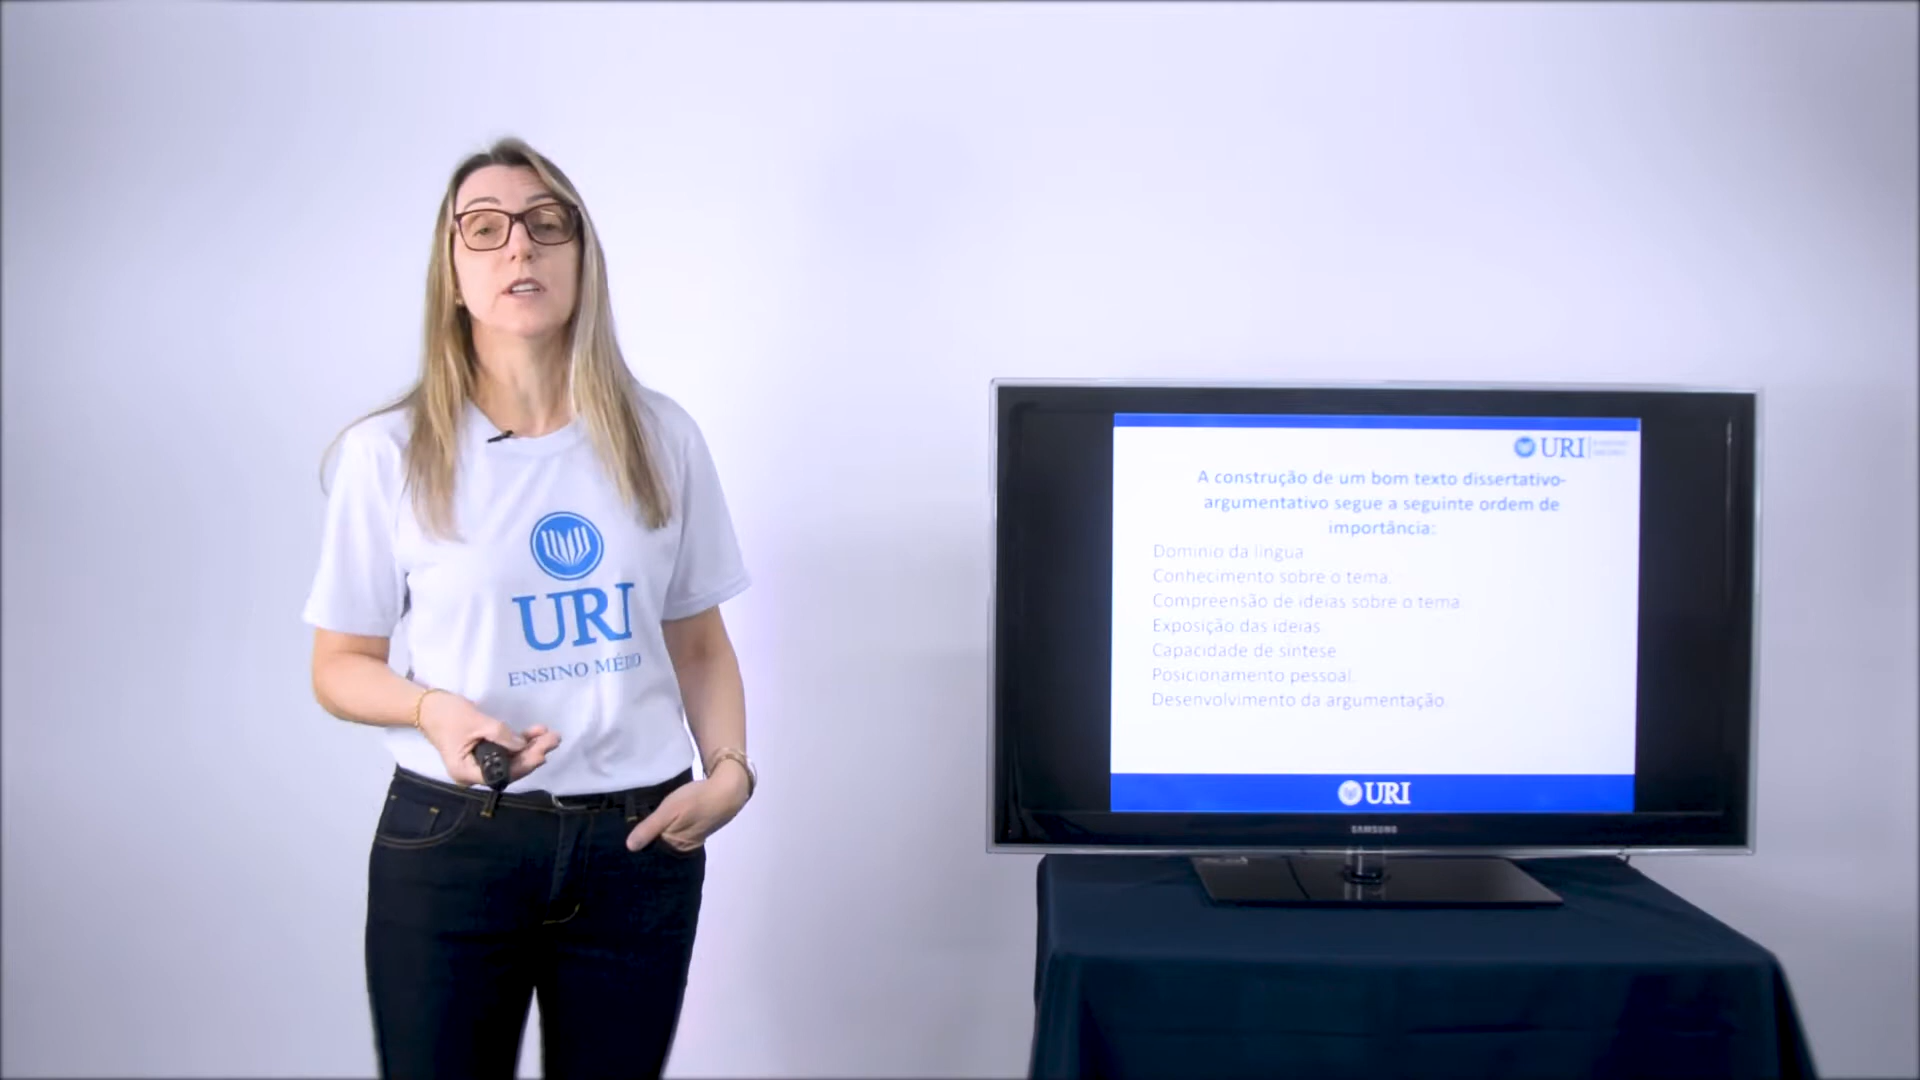 URI
ENSINO MÉDIO
URI
A construção de um bom texto dissertativo-
argumentativo segue a seguinte ordem de
importância:
Domínio da língua
Conhecimento sobre o tema.
Compreensão de ideias sobre o tema.
Exposição das ideias.
Capacidade de síntese.
Posicionamento pessoal.
Desenvolvimento da argumentação.
URI
SAMSUNG